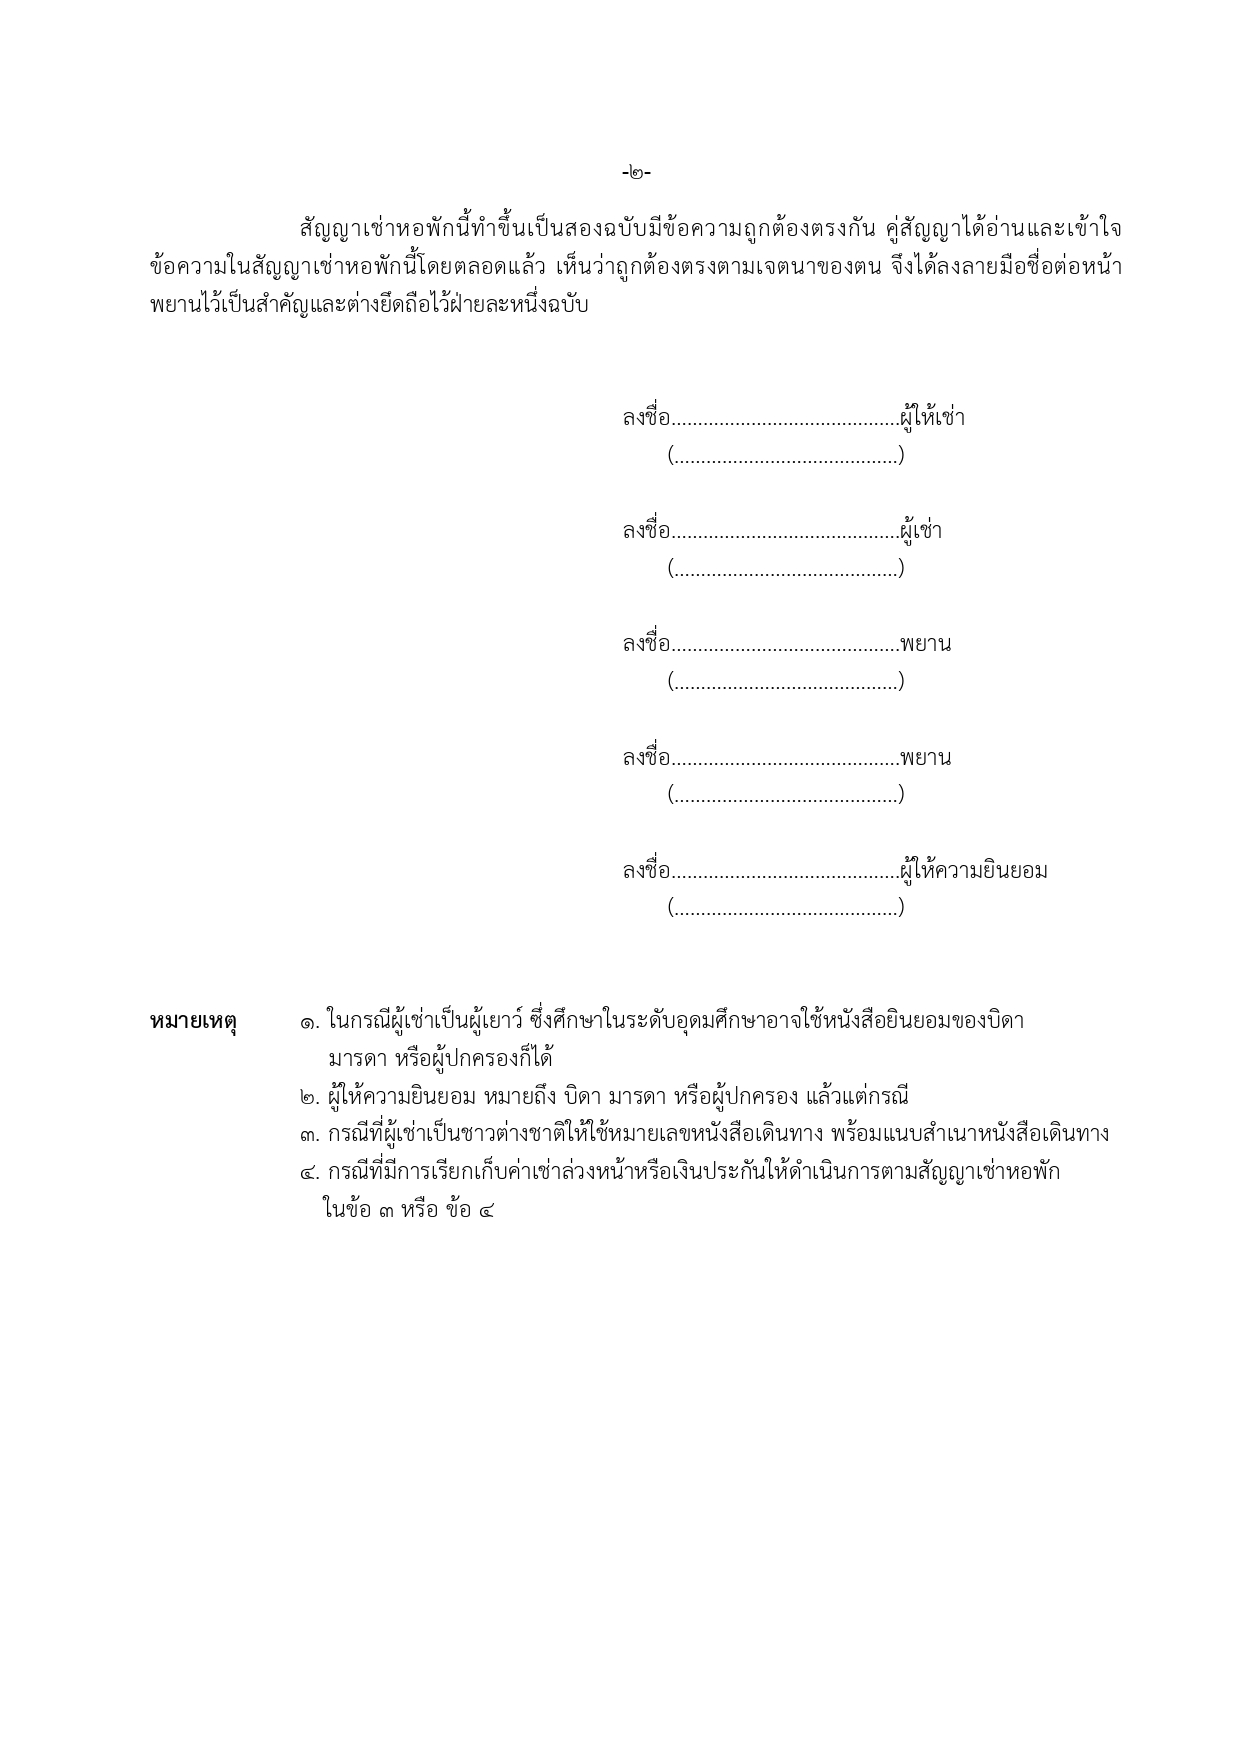 -๒-
สัญญาเช่าหอพักนี้ทำขึ้นเป็นสองฉบับมีข้อความถูกต้องตรงกัน คู่สัญญาได้อ่านและเข้าใจ
ข้อความในสัญญาเช่าหอพักนี้โดยตลอดแล้ว เห็นว่าถูกต้องตรงตามเจตนาของตน จึงได้ลงลายมือชื่อต่อหน้า
พยานไว้เป็นสำคัญและต่างยึดถือไว้ฝ่ายละหนึ่งฉบับ
ลงชื่อ...........................................ผู้ให้เช่า
(..........................................)
ลงชื่อ...........................................ผู้เช่า
(..........................................)
ลงชื่อ...........................................พยาน
(..........................................)
ลงชื่อ...........................................พยาน
(..........................................)
ลงชื่อ...........................................ผู้ให้ความยินยอม
(..........................................)
หมายเหตุ ๑. ในกรณีผู้เช่าเป็นผู้เยาว์ ซึ่งศึกษาในระดับอุดมศึกษาอาจใช้หนังสือยินยอมของบิดา
มารดา หรือผู้ปกครองก็ได้
๒. ผู้ให้ความยินยอม หมายถึง บิดา มารดา หรือผู้ปกครอง แล้วแต่กรณี
๓. กรณีที่ผู้เช่าเป็นชาวต่างชาติให้ใช้หมายเลขหนังสือเดินทาง พร้อมแนบสำเนาหนังสือเดินทาง
๔. กรณีที่มีการเรียกเก็บค่าเช่าล่วงหน้าหรือเงินประกันให้ดำเนินการตามสัญญาเช่าหอพัก
ในข้อ ๓ หรือ ข้อ ๔